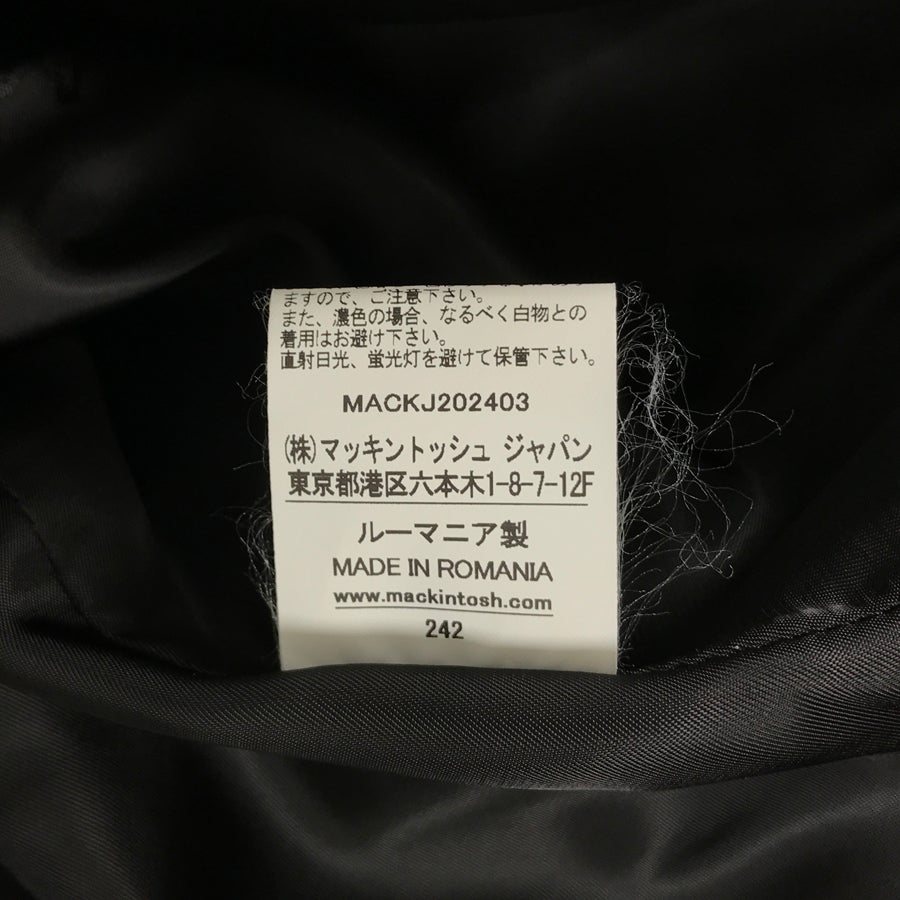 ますので、ご注意下さい。
また、濃色の場合、なるべく白物との
着用はお避け下さい。
直射日光、蛍光灯を避けて保管下さい。
MACKJ202403
(株)マッキントッシュ ジャパン
東京都港区六本木1-8-7-12F
ルーマニア製
MADE IN ROMANIA
www.mackintosh.com
242